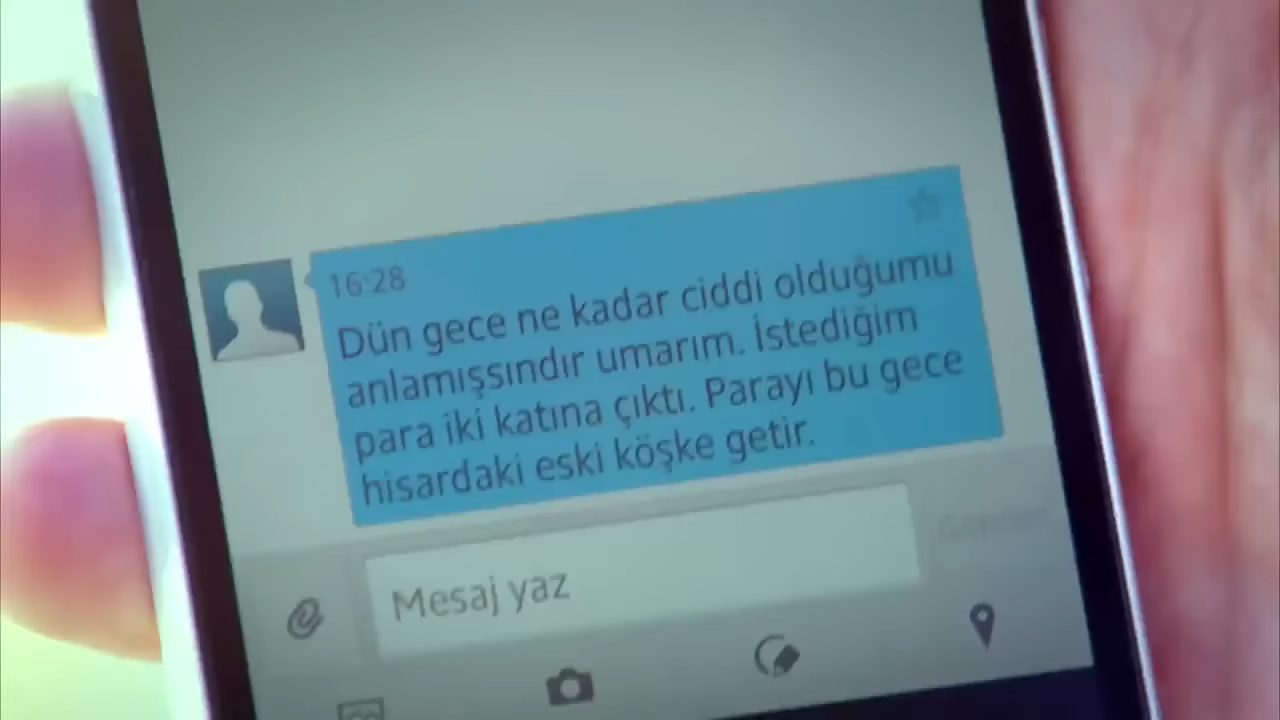 16:28
Dün gece ne kadar ciddi olduğumu
anlamışsındır umarım. İstediğim
para iki katına çıktı. Parayı bu gece
hisardaki eski köşke getir.
Mesaj yaz